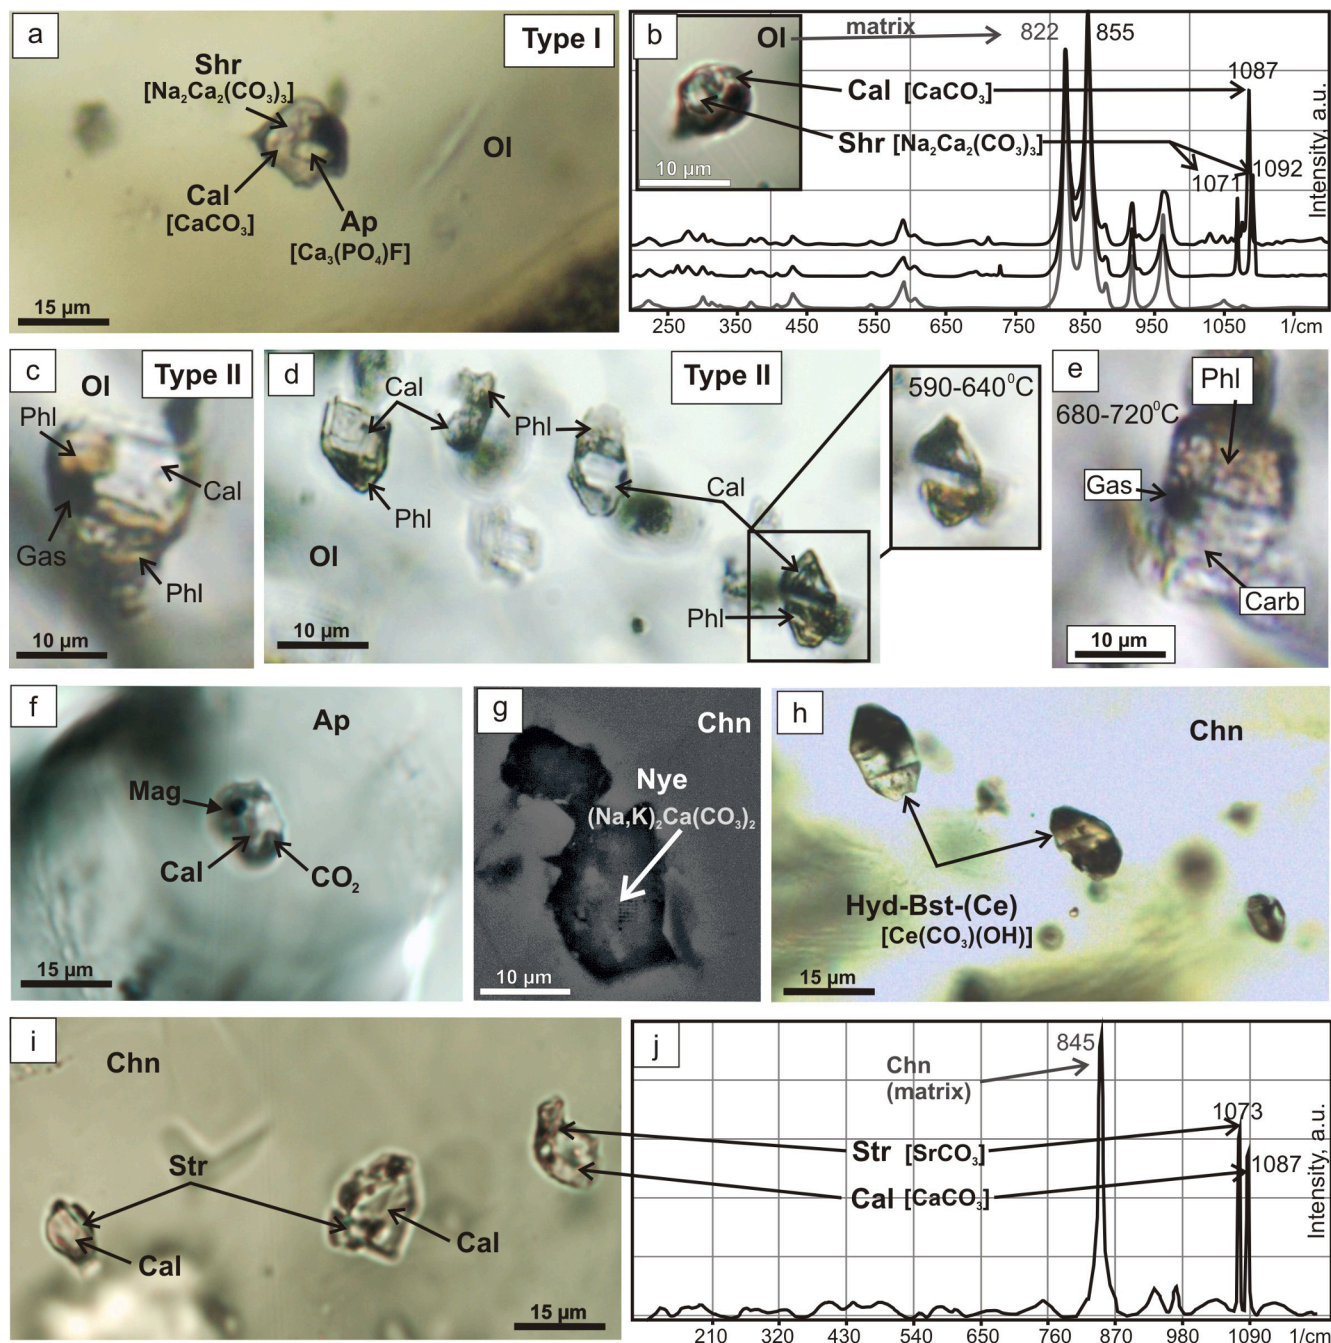 a
Type I
Shr
[Na₂Ca₂(CO₃)₃]
Ol
Cal
[CaCO₃]
Ap
[Ca₃(PO₄)F]
15 µm
b
Ol
matrix
822
855
Cal [CaCO₃]
1087
Shr [Na₂Ca₂(CO₃)₃]
1071
1092
10 µm
Intensity, a.u.
250 350 450 550 650 750 850 950 1050 1/cm
c
Ol
Type II
Phl
Cal
Gas
Phl
10 µm
d
Cal
Phl
Type II
Phl
Cal
Ol
Phl
10 µm
590-640⁰C
e
Phl
680-720⁰C
Gas
Carb
10 µm
f
Ap
Mag
Cal
CO₂
15 µm
g
Chn
Nye
(Na,K)₂Ca(CO₃)₂
10 µm
h
Chn
Hyd-Bst-(Ce)
[Ce(CO₃)(OH)]
15 µm
i
Chn
Str
Cal
Cal
15 µm
j
845
Chn
(matrix)
1073
Str [SrCO₃]
1087
Cal [CaCO₃]
Intensity, a.u.
210 320 430 540 650 760 870 980 1090 1/cm